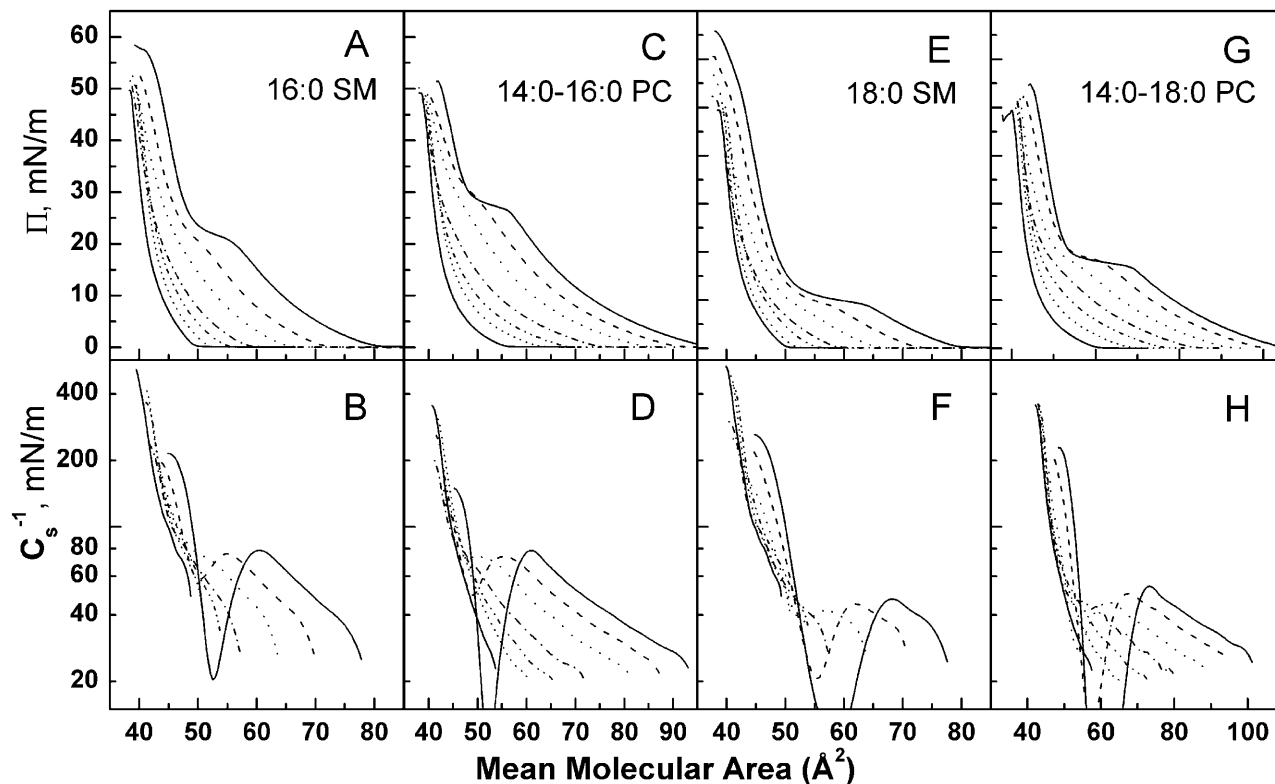 60
50
40
30
20
10
0
Π, mN/m
A
16:0 SM
C
14:0-16:0 PC
E
18:0 SM
G
14:0-18:0 PC
400
200
80
60
40
20
C_s^-1, mN/m
B
D
F
H
40 50 60 70 80
40 50 60 70 80 90
40 50 60 70 80
40 60 80 100
Mean Molecular Area (Å²)